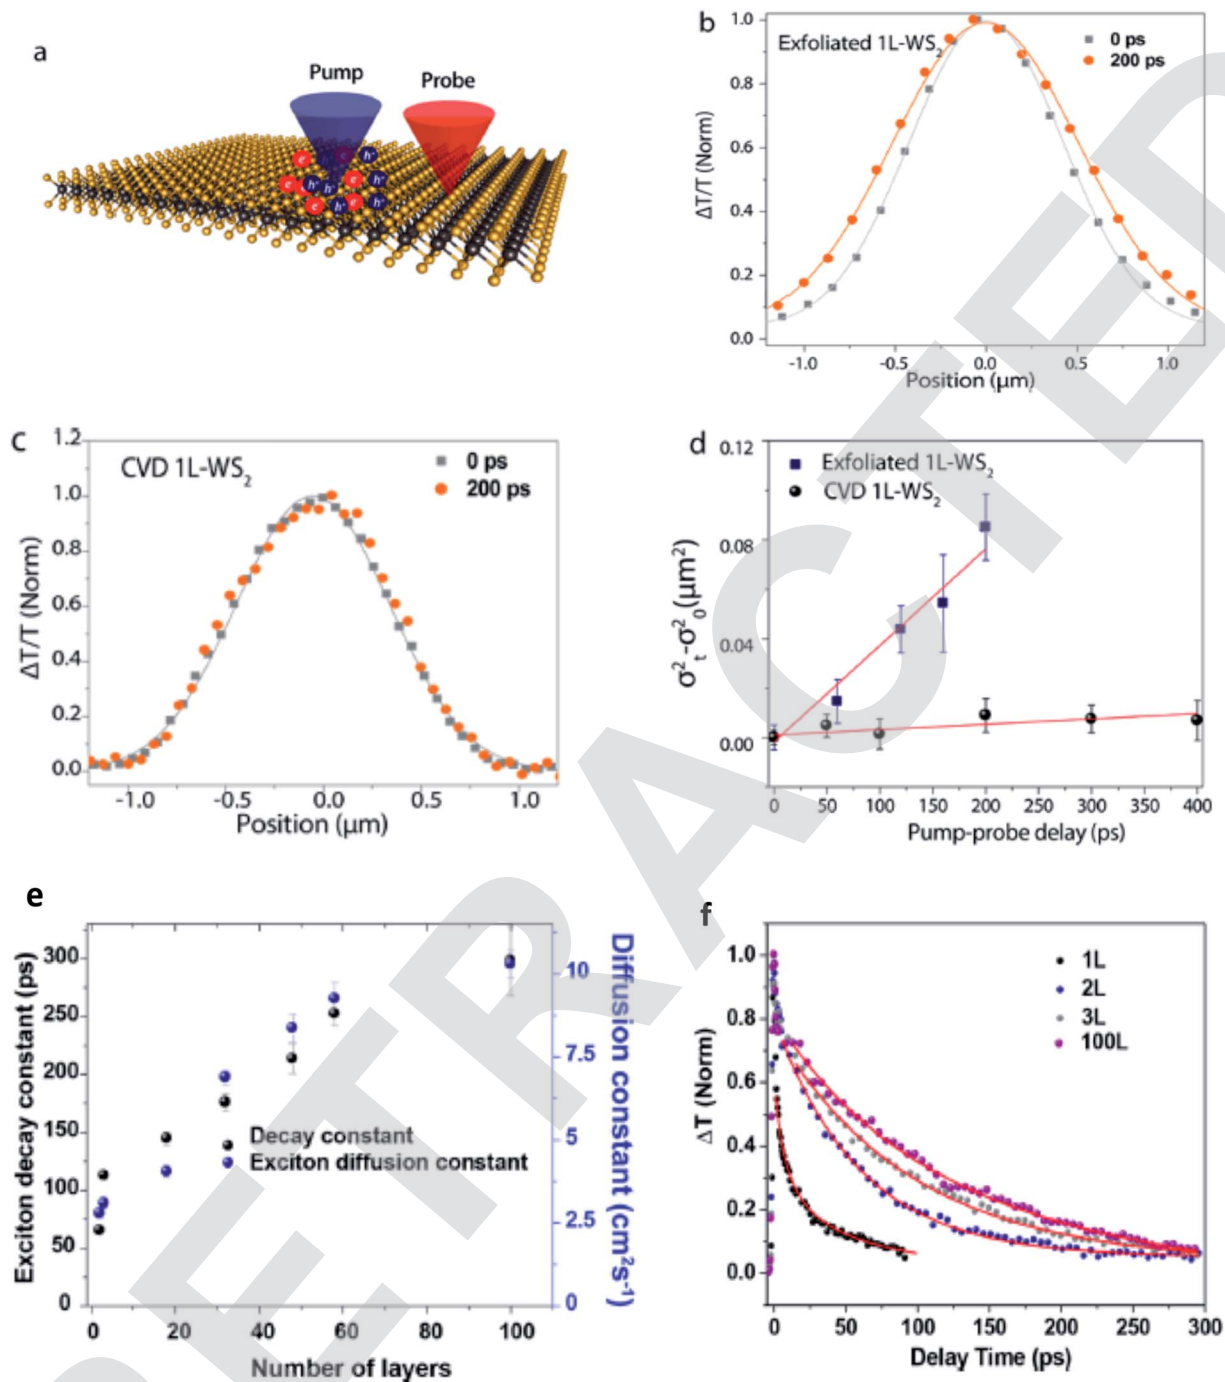 a
Pump
Probe
e⁻
h⁺
b
Exfoliated 1L-WS₂
0 ps
200 ps
ΔT/T (Norm)
1.0
0.8
0.6
0.4
0.2
0.0
-1.0
-0.5
0.0
0.5
1.0
Position (μm)
c
CVD 1L-WS₂
0 ps
200 ps
ΔT/T (Norm)
1.2
1.0
0.8
0.6
0.4
0.2
0.0
-1.0
-0.5
0.0
0.5
1.0
Position (μm)
d
Exfoliated 1L-WS₂
CVD 1L-WS₂
σ²ₜ-σ²₀(μm²)
0.12
0.08
0.04
0.00
0
50
100
150
200
250
300
350
400
Pump-probe delay (ps)
e
Exciton decay constant (ps)
300
250
200
150
100
50
0
Decay constant
Exciton diffusion constant
10
7.5
5
2.5
0
Diffusion constant (cm²s⁻¹)
0
20
40
60
80
100
Number of layers
f
1L
2L
3L
100L
ΔT (Norm)
1.0
0.8
0.6
0.4
0.2
0.0
0
50
100
150
200
250
300
Delay Time (ps)
RETRACTED